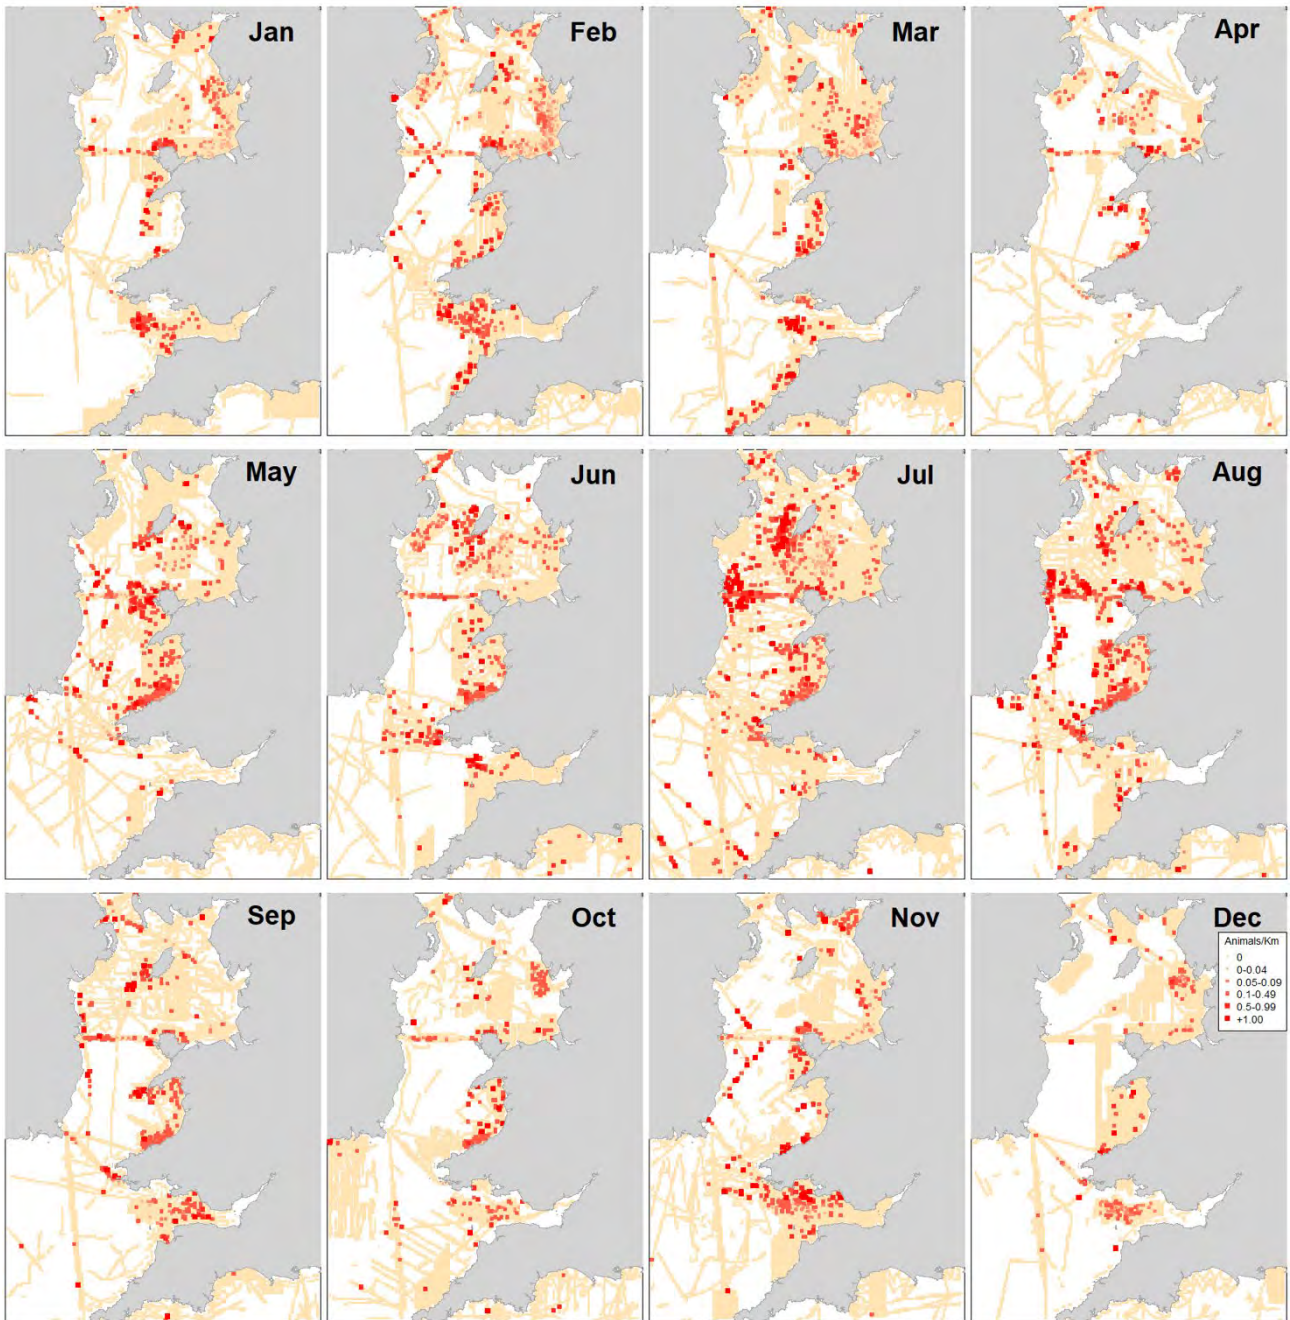 Jan
Feb
Mar
Apr
May
Jun
Jul
Aug
Sep
Oct
Nov
Dec
Animals/Km
0
0-0.04
0.05-0.09
0.1-0.49
0.5-0.99
+1.00